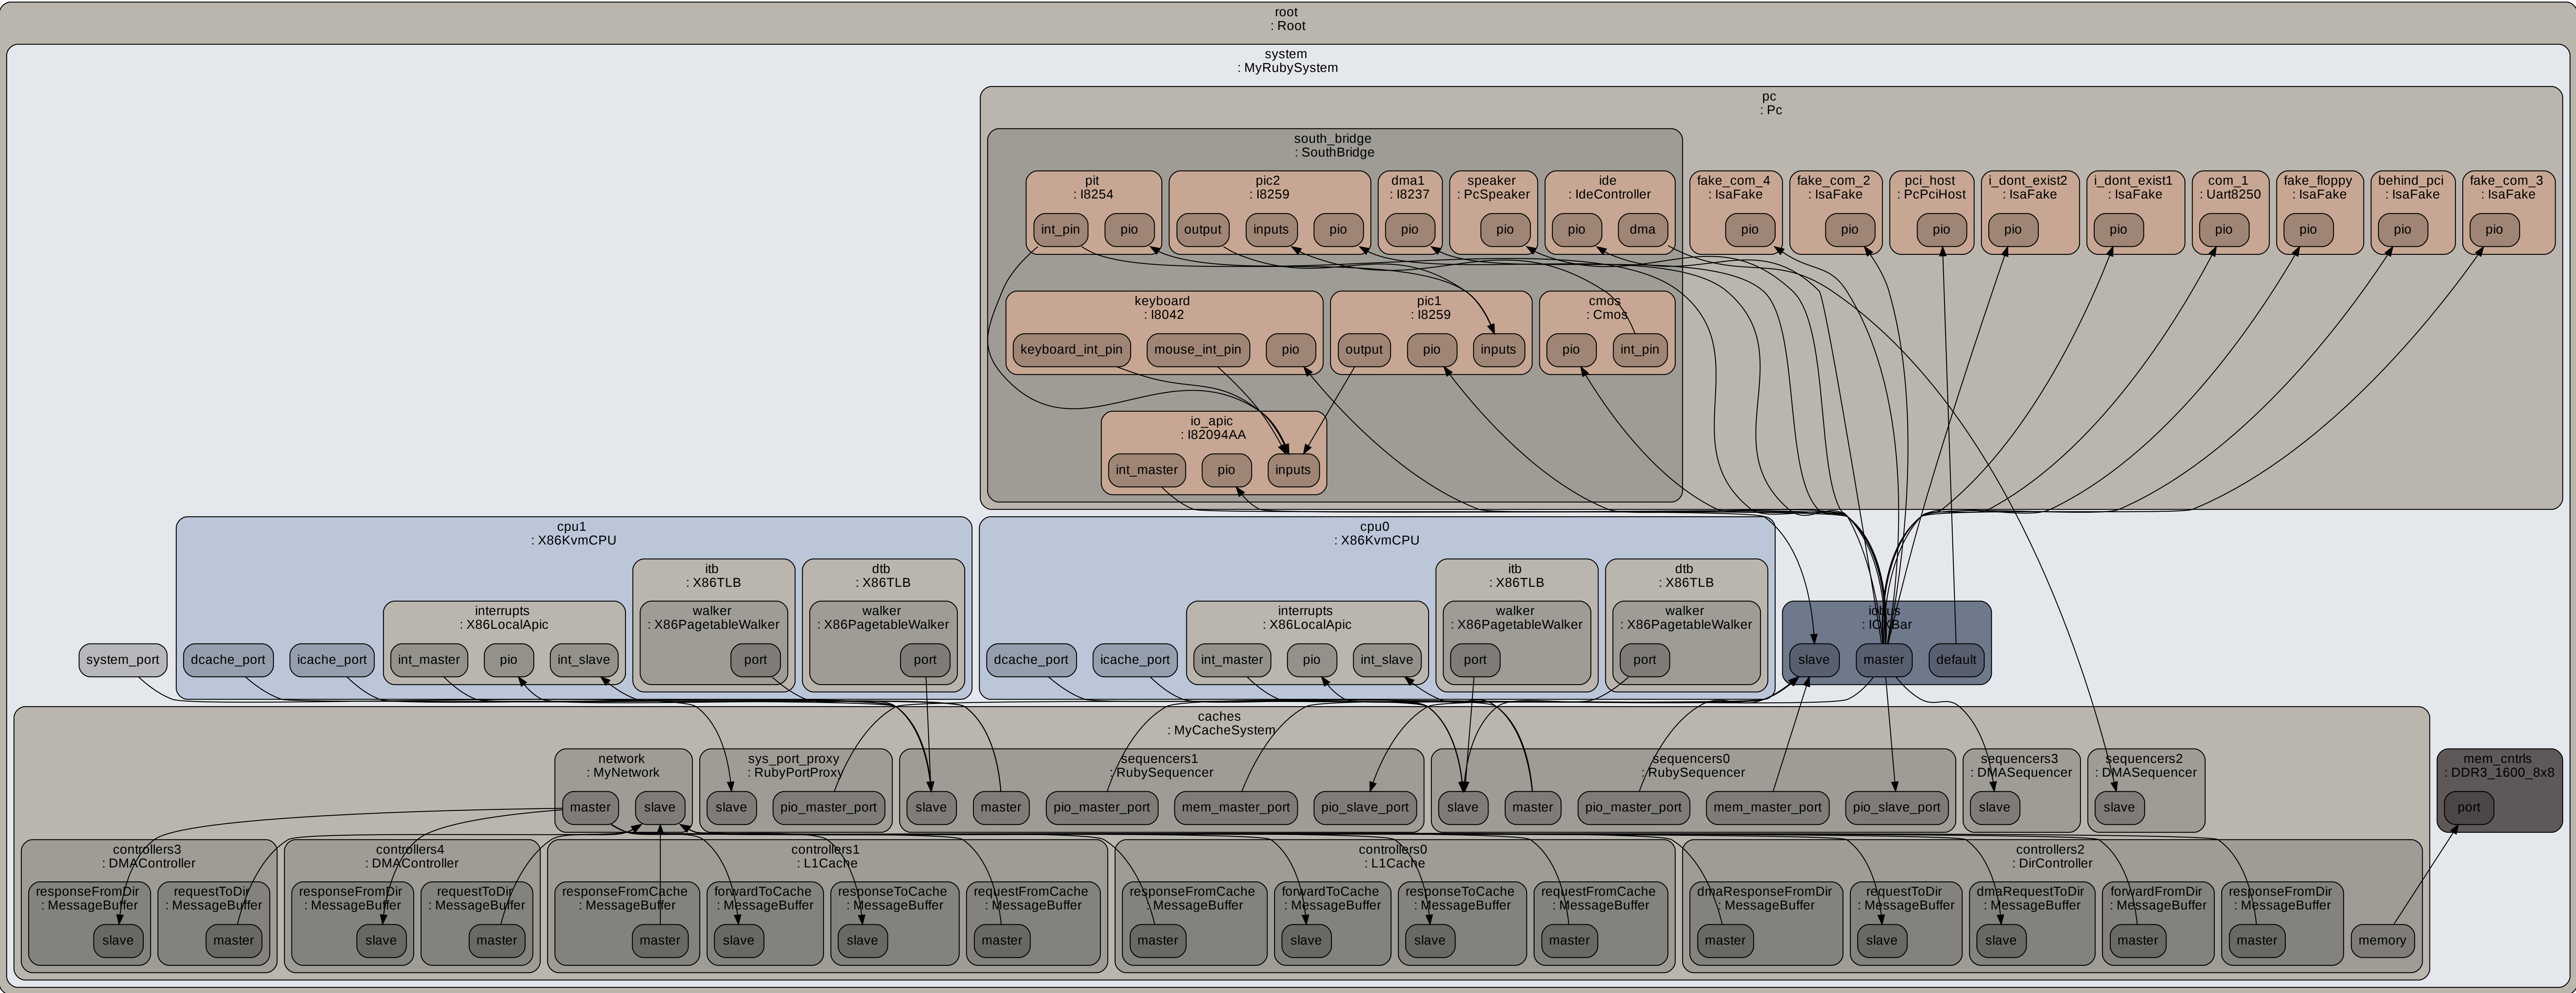 root
: Root
system
: MyRubySystem
pc
: Pc
south_bridge
: SouthBridge
pit
: I8254
int_pin
pio
pic2
: I8259
output
inputs
pio
dma1
: I8237
pio
speaker
: PcSpeaker
pio
ide
: IdeController
pio
dma
fake_com_4
: IsaFake
pio
fake_com_2
: IsaFake
pio
pci_host
: PcPciHost
pio
i_dont_exist2
: IsaFake
pio
i_dont_exist1
: IsaFake
pio
com_1
: Uart8250
pio
fake_floppy
: IsaFake
pio
behind_pci
: IsaFake
pio
fake_com_3
: IsaFake
pio
keyboard
: I8042
keyboard_int_pin
mouse_int_pin
pio
pic1
: I8259
output
pio
inputs
cmos
: Cmos
pio
int_pin
io_apic
: I82094AA
int_master
pio
inputs
system_port
cpu1
: X86KvmCPU
dcache_port
icache_port
interrupts
: X86LocalApic
int_master
pio
int_slave
itb
: X86TLB
walker
: X86PagetableWalker
port
dtb
: X86TLB
walker
: X86PagetableWalker
port
cpu0
: X86KvmCPU
dcache_port
icache_port
interrupts
: X86LocalApic
int_master
pio
int_slave
itb
: X86TLB
walker
: X86PagetableWalker
port
dtb
: X86TLB
walker
: X86PagetableWalker
port
iobus
: IOXBar
slave
master
default
caches
: MyCacheSystem
network
: MyNetwork
master
slave
sys_port_proxy
: RubyPortProxy
slave
pio_master_port
sequencers1
: RubySequencer
slave
master
pio_master_port
mem_master_port
pio_slave_port
sequencers0
: RubySequencer
slave
master
pio_master_port
mem_master_port
pio_slave_port
sequencers3
: DMASequencer
slave
sequencers2
: DMASequencer
slave
mem_cntrls
: DDR3_1600_8x8
port
controllers3
: DMAController
responseFromDir
: MessageBuffer
slave
requestToDir
: MessageBuffer
master
controllers4
: DMAController
responseFromDir
: MessageBuffer
slave
requestToDir
: MessageBuffer
master
controllers1
: L1Cache
responseFromCache
: MessageBuffer
master
forwardToCache
: MessageBuffer
slave
responseToCache
: MessageBuffer
slave
requestFromCache
: MessageBuffer
master
controllers0
: L1Cache
responseFromCache
: MessageBuffer
master
forwardToCache
: MessageBuffer
slave
responseToCache
: MessageBuffer
slave
requestFromCache
: MessageBuffer
master
controllers2
: DirController
dmaResponseFromDir
: MessageBuffer
master
requestToDir
: MessageBuffer
slave
dmaRequestToDir
: MessageBuffer
slave
forwardFromDir
: MessageBuffer
master
responseFromDir
: MessageBuffer
master
memory